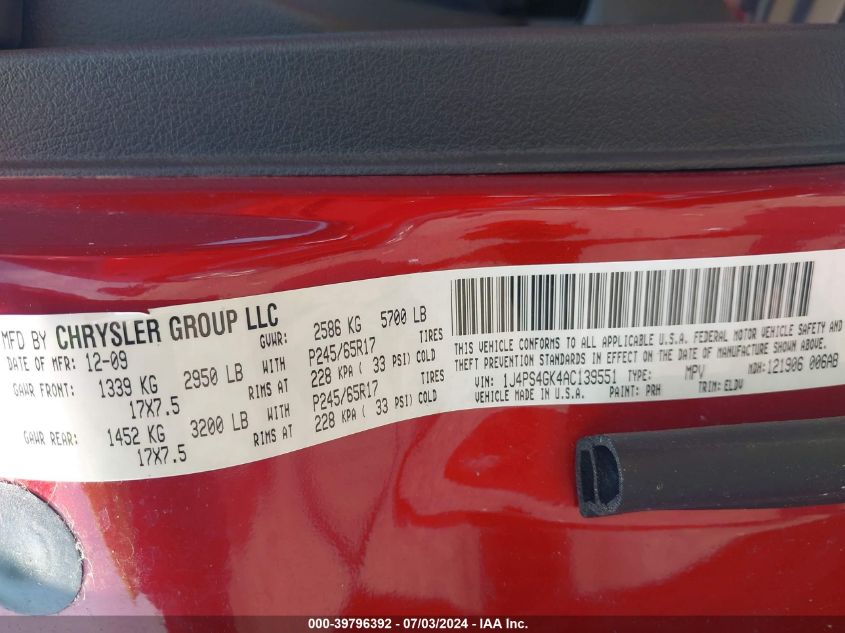 MFD BY CHRYSLER GROUP LLC
DATE OF MFR: 12-09 GVWR: 2586 KG 5700 LB
GAWR FRONT: 1339 KG 2950 LB WITH P245/65R17 TIRES
17X7.5 RIMS AT 228 KPA ( 33 PSI) COLD
GAWR REAR: 1452 KG 3200 LB WITH P245/65R17 TIRES
17X7.5 RIMS AT 228 KPA ( 33 PSI) COLD
THIS VEHICLE CONFORMS TO ALL APPLICABLE U.S.A. FEDERAL MOTOR VEHICLE SAFETY AND
THEFT PREVENTION STANDARDS IN EFFECT ON THE DATE OF MANUFACTURE SHOWN ABOVE.
VIN: 1J4PS4GK4AC139551 TYPE: MPV MDH: 121906 006AB
VEHICLE MADE IN U.S.A. PAINT: PRH TRIM: ELDV
000-39796392 - 07/03/2024 - IAA Inc.